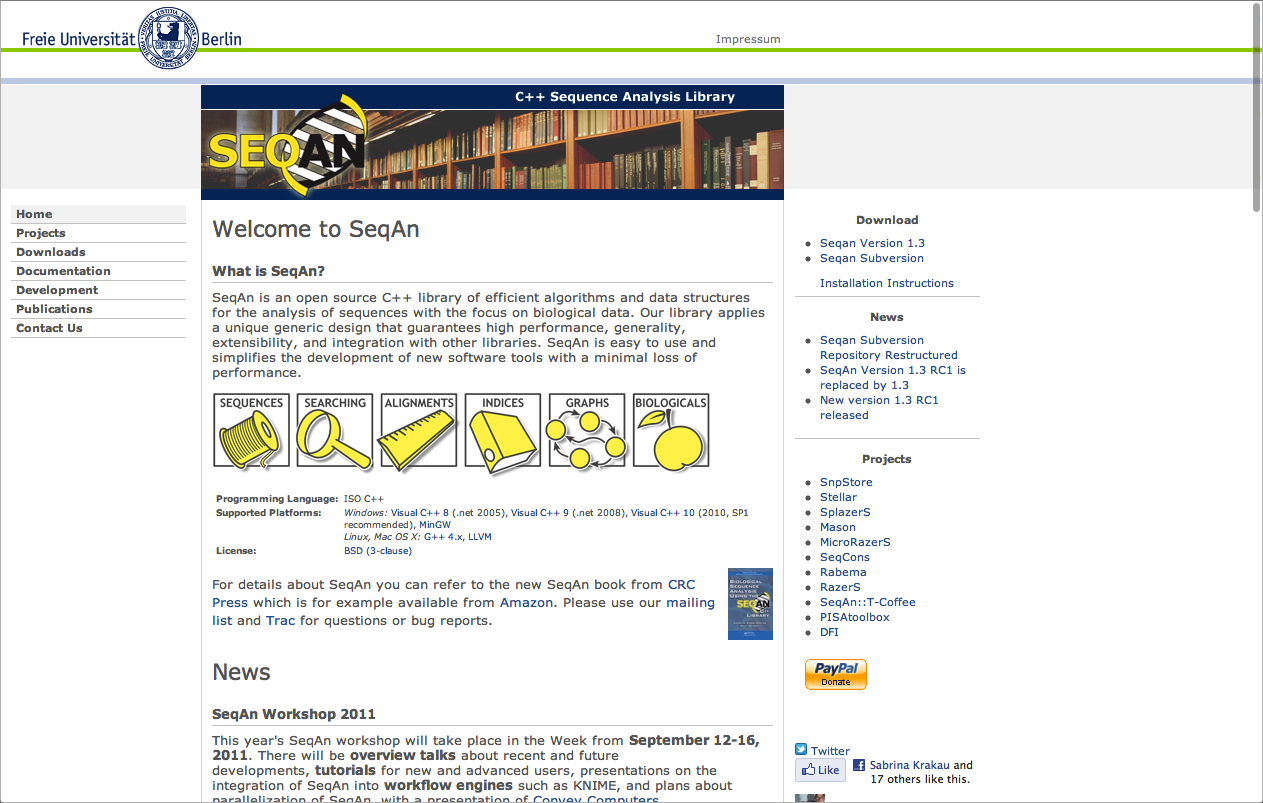 Freie Universität Berlin
Impressum
C++ Sequence Analysis Library
SEQAN
Home
Projects
Downloads
Documentation
Development
Publications
Contact Us
Welcome to SeqAn
What is SeqAn?
SeqAn is an open source C++ library of efficient algorithms and data structures
for the analysis of sequences with the focus on biological data. Our library applies
a unique generic design that guarantees high performance, generality,
extensibility, and integration with other libraries. SeqAn is easy to use and
simplifies the development of new software tools with a minimal loss of
performance.
SEQUENCES SEARCHING ALIGNMENTS INDICES GRAPHS BIOLOGICALS
Programming Language: ISO C++
Supported Platforms: Windows: Visual C++ 8 (.net 2005), Visual C++ 9 (.net 2008), Visual C++ 10 (2010, SP1
recommended), MinGW
Linux, Mac OS X: G++ 4.x, LLVM
License: BSD (3-clause)
For details about SeqAn you can refer to the new SeqAn book from CRC
Press which is for example available from Amazon. Please use our mailing
list and Trac for questions or bug reports.
BIOLOGICAL
SEQUENCE
ANALYSIS
USING THE
SEQAN
C++
LIBRARY
News
SeqAn Workshop 2011
This year's SeqAn workshop will take place in the Week from September 12-16,
2011. There will be overview talks about recent and future
developments, tutorials for new and advanced users, presentations on the
integration of SeqAn into workflow engines such as KNIME, and plans about
parallelization of SeqAn, with a presentation of Convey Computers.
Download
Seqan Version 1.3
Seqan Subversion
Installation Instructions
News
Seqan Subversion
Repository Restructured
SeqAn Version 1.3 RC1 is
replaced by 1.3
New version 1.3 RC1
released
Projects
SnpStore
Stellar
SplazerS
Mason
MicroRazerS
SeqCons
Rabema
RazerS
SeqAn::T-Coffee
PISAtoolbox
DFI
PayPal
Donate
Twitter
Like
Sabrina Krakau and
17 others like this.